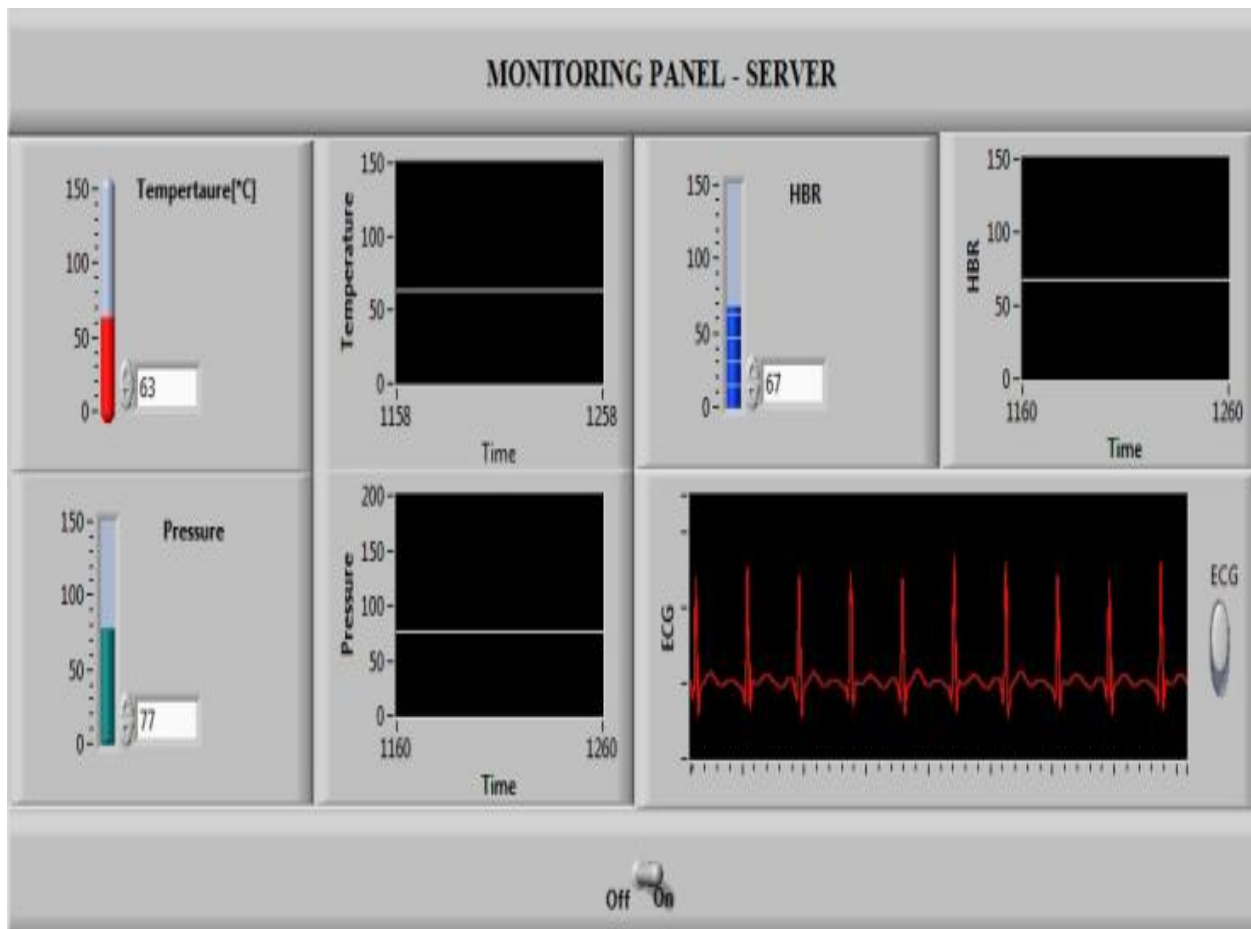 MONITORING PANEL - SERVER
Tempertaure[°C]
150
100
50
0
63
Temperature
150
100
50
0
1158
1258
Time
HBR
150
100
50
0
67
HBR
150
100
50
0
1160
1260
Time
Pressure
150
100
50
0
77
Pressure
200
150
100
50
0
1160
1260
Time
ECG
ECG
Off
On